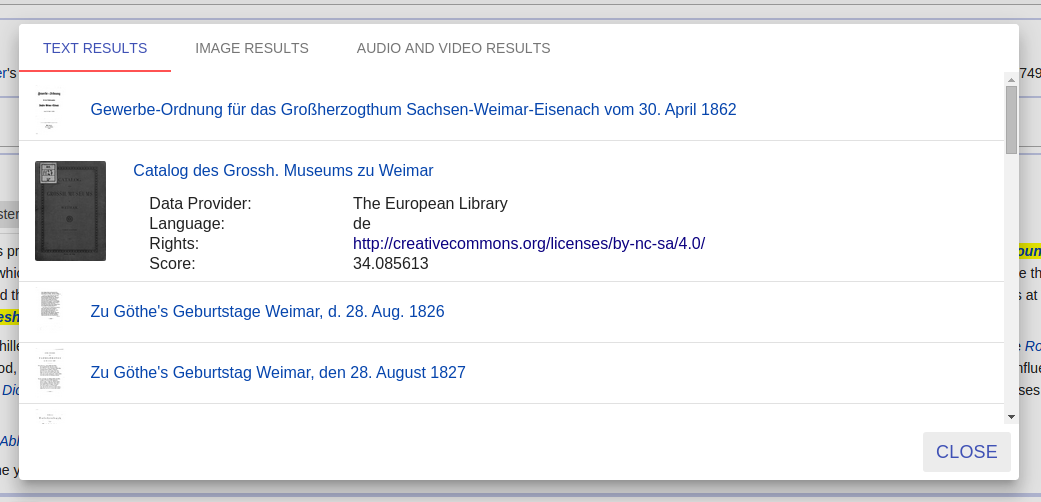 TEXT RESULTS IMAGE RESULTS AUDIO AND VIDEO RESULTS
er's
749
Gewerbe-Ordnung für das Großherzogthum Sachsen-Weimar-Eisenach vom 30. April 1862
Catalog des Grossh. Museums zu Weimar
Data Provider: The European Library
Language: de
Rights: http://creativecommons.org/licenses/by-nc-sa/4.0/
Score: 34.085613
Zu Göthe's Geburtstage Weimar, d. 28. Aug. 1826
Zu Göthe's Geburtstag Weimar, den 28. August 1827
CLOSE